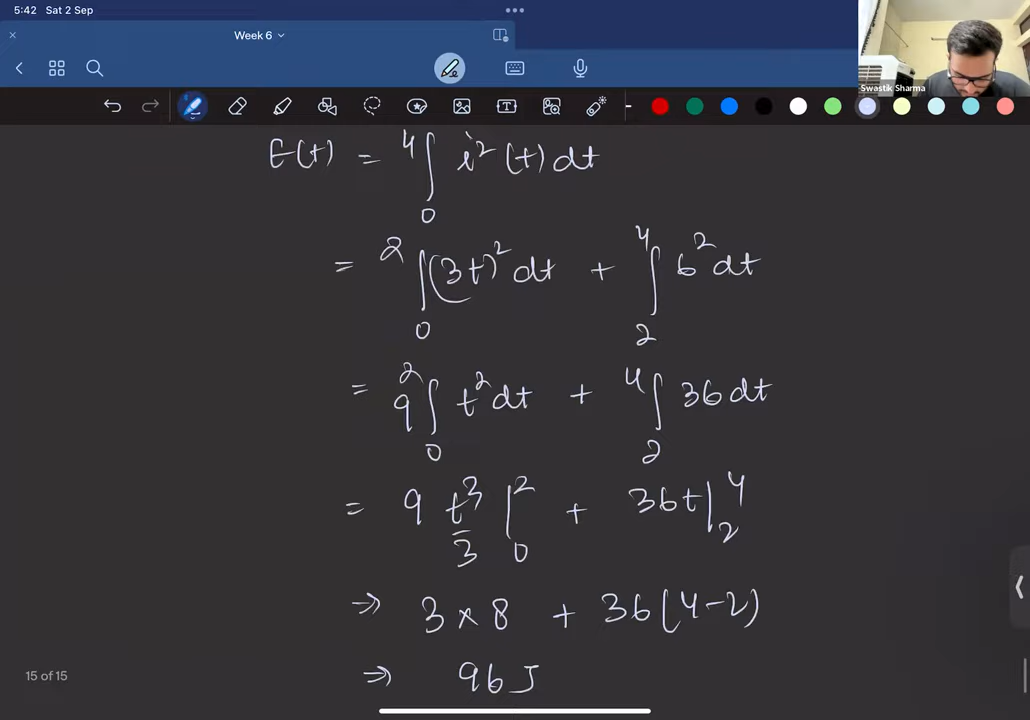 5:42 Sat 2 Sep
Week 6
Swastik Sharma
E(t) = ∫₀⁴ i²(t) dt
= ∫₀² (3t)² dt + ∫₂⁴ 6² dt
= 9 ∫₀² t² dt + ∫₂⁴ 36 dt
= 9 t³/3 |₀² + 36t |₂⁴
⇒ 3 × 8 + 36(4-2)
⇒ 96 J
15 of 15